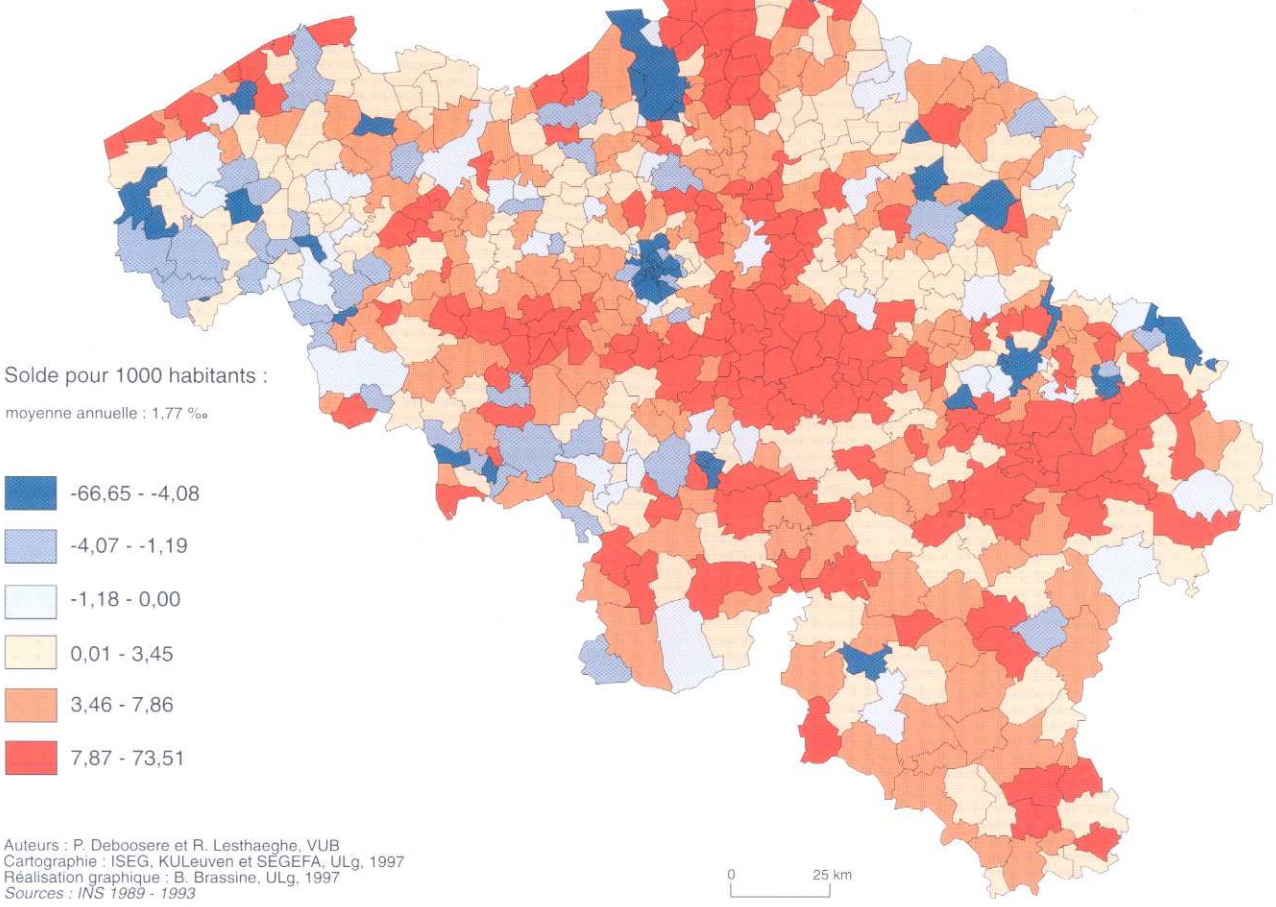 Solde pour 1000 habitants :
moyenne annuelle : 1,77 ‰
-66,65 - -4,08
-4,07 - -1,19
-1,18 - 0,00
0,01 - 3,45
3,46 - 7,86
7,87 - 73,51
Auteurs : P. Deboosere et R. Lesthaeghe, VUB
Cartographie : ISEG, KULeuven et SEGEFA, ULg, 1997
Réalisation graphique : B. Brassine, ULg, 1997
Sources : INS 1989 - 1993
0 25 km